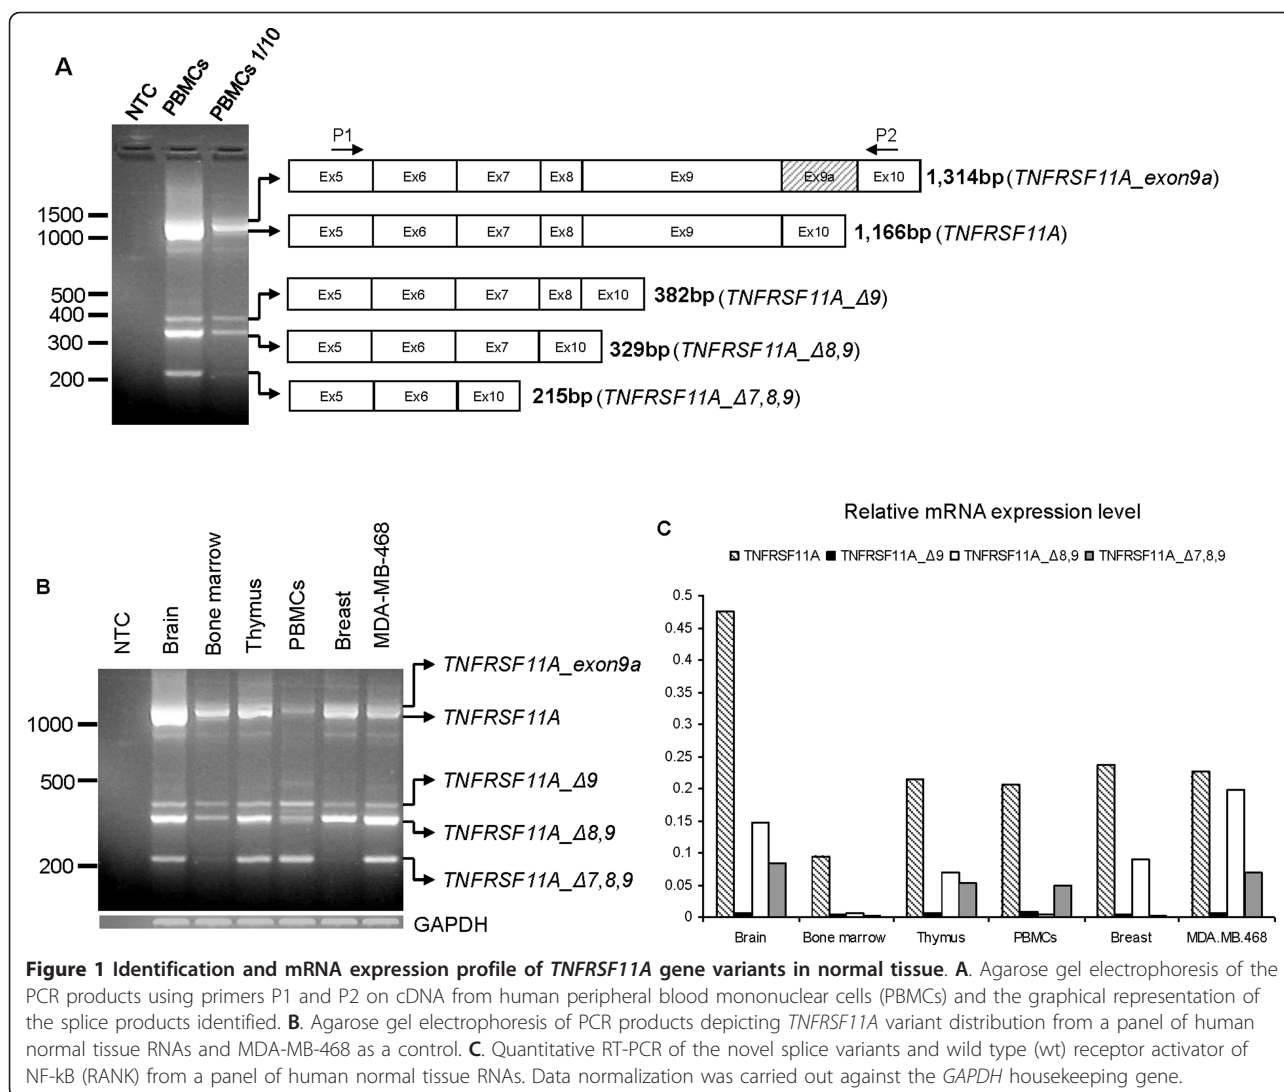 A
NTC
PBMCs
PBMCs 1/10
P1
P2
Ex5 Ex6 Ex7 Ex8 Ex9 Ex9a Ex10
1,314bp (TNFRSF11A_exon9a)
1500
1000
Ex5 Ex6 Ex7 Ex8 Ex9 Ex10
1,166bp (TNFRSF11A)
500
Ex5 Ex6 Ex7 Ex8 Ex10
382bp (TNFRSF11A_Δ9)
400
300
Ex5 Ex6 Ex7 Ex10
329bp (TNFRSF11A_Δ8,9)
200
Ex5 Ex6 Ex10
215bp (TNFRSF11A_Δ7,8,9)
B
NTC
Brain
Bone marrow
Thymus
PBMCs
Breast
MDA-MB-468
TNFRSF11A_exon9a
1000
TNFRSF11A
500
TNFRSF11A_Δ9
TNFRSF11A_Δ8,9
200
TNFRSF11A_Δ7,8,9
GAPDH
C
Relative mRNA expression level
TNFRSF11A TNFRSF11A_Δ9 TNFRSF11A_Δ8,9 TNFRSF11A_Δ7,8,9
0.5
0.45
0.4
0.35
0.3
0.25
0.2
0.15
0.1
0.05
0
Brain Bone marrow Thymus PBMCs Breast MDA.MB.468
Figure 1 Identification and mRNA expression profile of TNFRSF11A gene variants in normal tissue. A. Agarose gel electrophoresis of the
PCR products using primers P1 and P2 on cDNA from human peripheral blood mononuclear cells (PBMCs) and the graphical representation of
the splice products identified. B. Agarose gel electrophoresis of PCR products depicting TNFRSF11A variant distribution from a panel of human
normal tissue RNAs and MDA-MB-468 as a control. C. Quantitative RT-PCR of the novel splice variants and wild type (wt) receptor activator of
NF-kB (RANK) from a panel of human normal tissue RNAs. Data normalization was carried out against the GAPDH housekeeping gene.